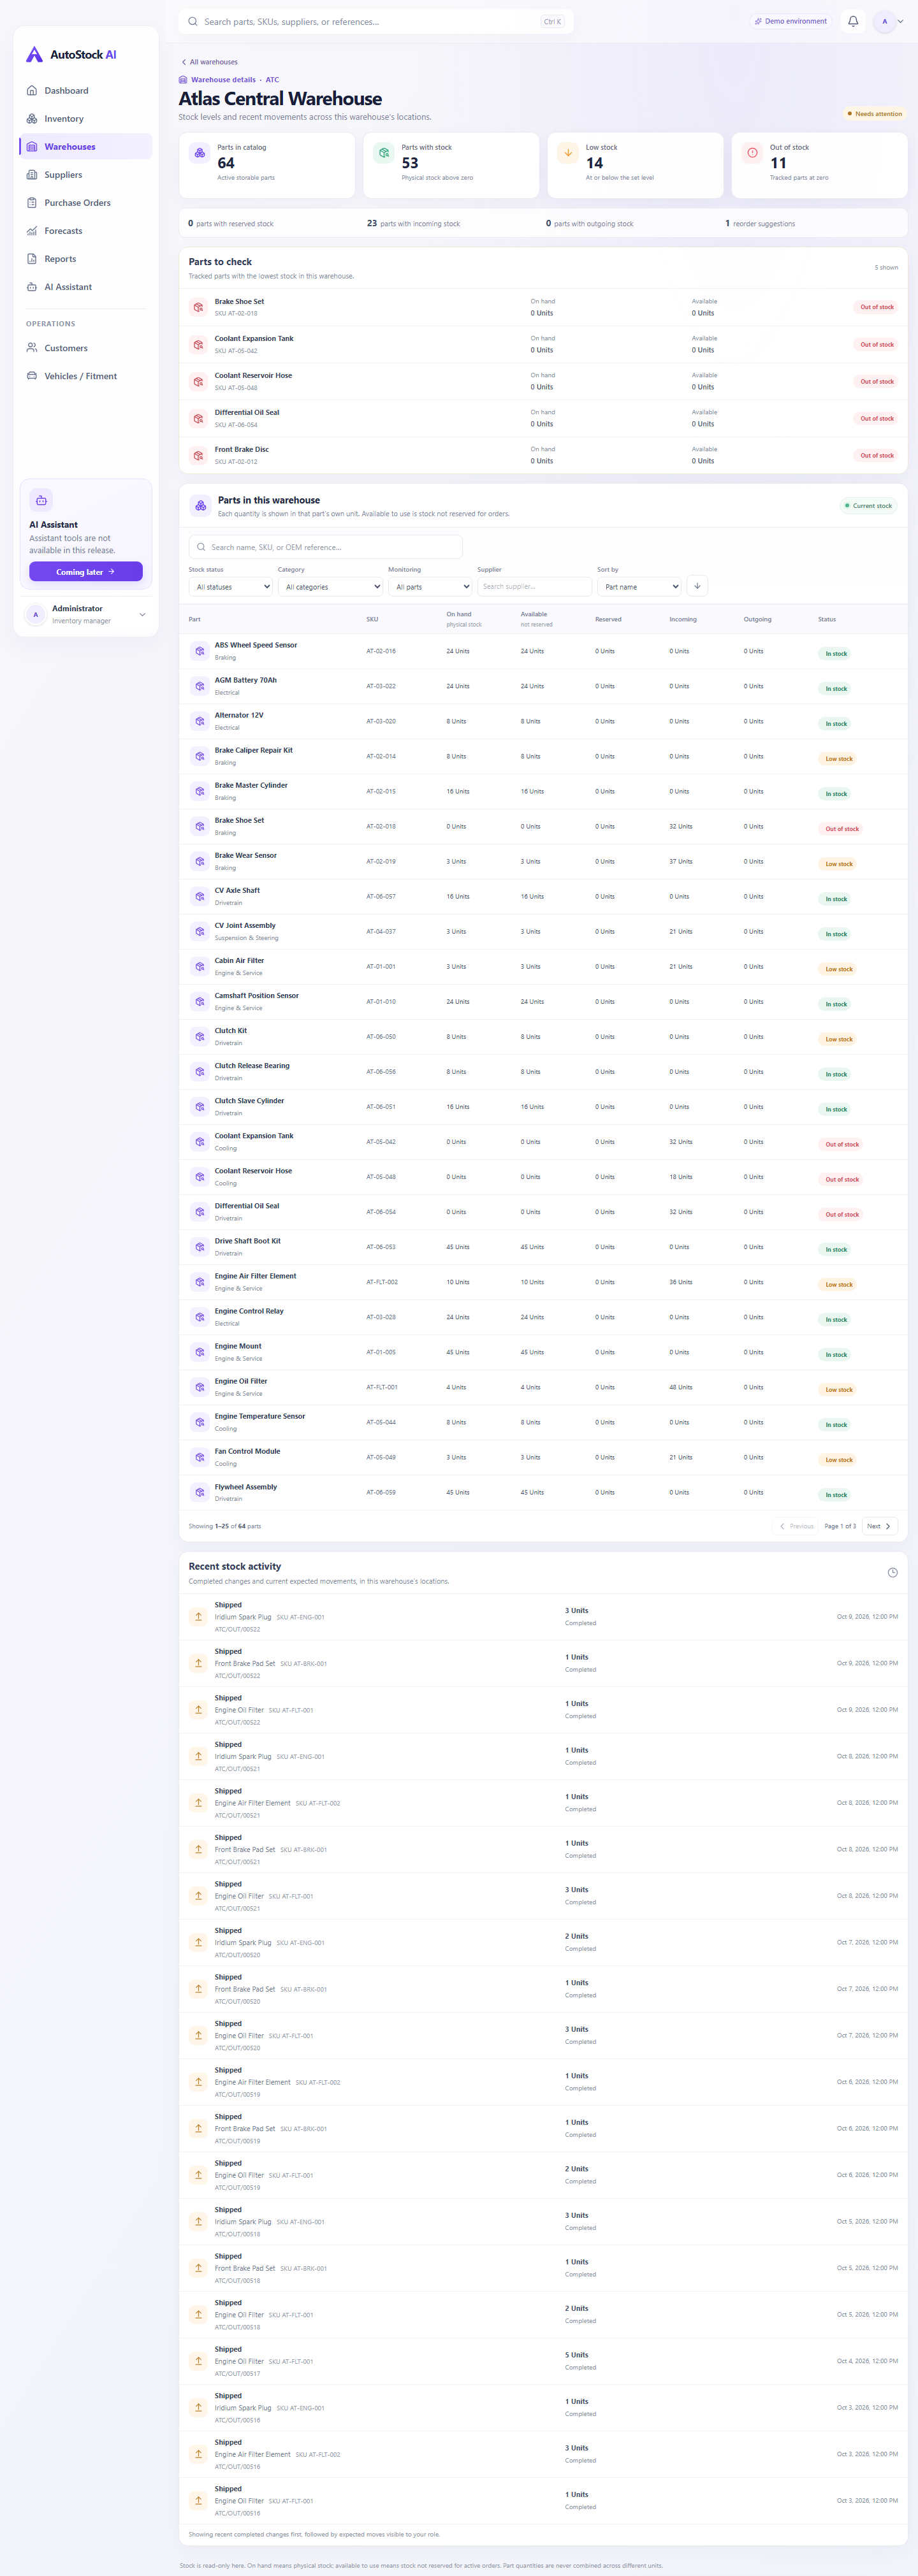 AutoStock AI
Dashboard
Inventory
Warehouses
Suppliers
Purchase Orders
Forecasts
Reports
AI Assistant
OPERATIONS
Customers
Vehicles / Fitment
AI Assistant
Assistant tools are not
available in this release.
Coming later
A Administrator
Inventory manager
Search parts, SKUs, suppliers, or references... Ctrl K
Demo environment A
All warehouses
Warehouse details · ATC
Atlas Central Warehouse
Stock levels and recent movements across this warehouse's locations.
Needs attention
Parts in catalog
64
Active storable parts
Parts with stock
53
Physical stock above zero
Low stock
14
At or below the set level
Out of stock
11
Tracked parts at zero
0 parts with reserved stock 23 parts with incoming stock 0 parts with outgoing stock 1 reorder suggestions
Parts to check
Tracked parts with the lowest stock in this warehouse.
5 shown
Brake Shoe Set On hand Available
SKU AT-02-018 0 Units 0 Units Out of stock
Coolant Expansion Tank On hand Available
SKU AT-05-042 0 Units 0 Units Out of stock
Coolant Reservoir Hose On hand Available
SKU AT-05-048 0 Units 0 Units Out of stock
Differential Oil Seal On hand Available
SKU AT-06-054 0 Units 0 Units Out of stock
Front Brake Disc On hand Available
SKU AT-02-012 0 Units 0 Units Out of stock
Parts in this warehouse
Each quantity is shown in that part's own unit. Available to use is stock not reserved for orders.
Current stock
Search name, SKU, or OEM reference...
Stock status Category Monitoring Supplier Sort by
All statuses All categories All parts Search supplier... Part name
Part SKU On hand Available Reserved Incoming Outgoing Status
physical stock not reserved
ABS Wheel Speed Sensor AT-02-016 24 Units 24 Units 0 Units 0 Units 0 Units In stock
Braking
AGM Battery 70Ah AT-03-022 24 Units 24 Units 0 Units 0 Units 0 Units In stock
Electrical
Alternator 12V AT-03-020 8 Units 8 Units 0 Units 0 Units 0 Units In stock
Electrical
Brake Caliper Repair Kit AT-02-014 8 Units 8 Units 0 Units 0 Units 0 Units Low stock
Braking
Brake Master Cylinder AT-02-015 16 Units 16 Units 0 Units 0 Units 0 Units In stock
Braking
Brake Shoe Set AT-02-018 0 Units 0 Units 0 Units 32 Units 0 Units Out of stock
Braking
Brake Wear Sensor AT-02-019 3 Units 3 Units 0 Units 37 Units 0 Units Low stock
Braking
CV Axle Shaft AT-06-057 16 Units 16 Units 0 Units 0 Units 0 Units In stock
Drivetrain
CV Joint Assembly AT-04-037 3 Units 3 Units 0 Units 21 Units 0 Units In stock
Suspension & Steering
Cabin Air Filter AT-01-001 3 Units 3 Units 0 Units 21 Units 0 Units Low stock
Engine & Service
Camshaft Position Sensor AT-01-010 24 Units 24 Units 0 Units 0 Units 0 Units In stock
Engine & Service
Clutch Kit AT-06-050 8 Units 8 Units 0 Units 0 Units 0 Units Low stock
Drivetrain
Clutch Release Bearing AT-06-056 8 Units 8 Units 0 Units 0 Units 0 Units In stock
Drivetrain
Clutch Slave Cylinder AT-06-051 16 Units 16 Units 0 Units 0 Units 0 Units In stock
Drivetrain
Coolant Expansion Tank AT-05-042 0 Units 0 Units 0 Units 32 Units 0 Units Out of stock
Cooling
Coolant Reservoir Hose AT-05-048 0 Units 0 Units 0 Units 18 Units 0 Units Out of stock
Cooling
Differential Oil Seal AT-06-054 0 Units 0 Units 0 Units 32 Units 0 Units Out of stock
Drivetrain
Drive Shaft Boot Kit AT-06-053 45 Units 45 Units 0 Units 0 Units 0 Units In stock
Drivetrain
Engine Air Filter Element AT-FLT-002 10 Units 10 Units 0 Units 36 Units 0 Units Low stock
Engine & Service
Engine Control Relay AT-03-028 24 Units 24 Units 0 Units 0 Units 0 Units In stock
Electrical
Engine Mount AT-01-005 45 Units 45 Units 0 Units 0 Units 0 Units In stock
Engine & Service
Engine Oil Filter AT-FLT-001 4 Units 4 Units 0 Units 48 Units 0 Units Low stock
Engine & Service
Engine Temperature Sensor AT-05-044 8 Units 8 Units 0 Units 0 Units 0 Units In stock
Cooling
Fan Control Module AT-05-049 3 Units 3 Units 0 Units 21 Units 0 Units Low stock
Cooling
Flywheel Assembly AT-06-059 45 Units 45 Units 0 Units 0 Units 0 Units In stock
Drivetrain
Showing 1–25 of 64 parts Previous Page 1 of 3 Next
Recent stock activity
Completed changes and current expected movements, in this warehouse's locations.
Shipped 3 Units
Iridium Spark Plug SKU AT-ENG-001 Completed Oct 9, 2026, 12:00 PM
ATC/OUT/00522
Shipped 1 Units
Front Brake Pad Set SKU AT-BRK-001 Completed Oct 9, 2026, 12:00 PM
ATC/OUT/00522
Shipped 1 Units
Engine Oil Filter SKU AT-FLT-001 Completed Oct 9, 2026, 12:00 PM
ATC/OUT/00522
Shipped 1 Units
Iridium Spark Plug SKU AT-ENG-001 Completed Oct 8, 2026, 12:00 PM
ATC/OUT/00521
Shipped 1 Units
Engine Air Filter Element SKU AT-FLT-002 Completed Oct 8, 2026, 12:00 PM
ATC/OUT/00521
Shipped 1 Units
Front Brake Pad Set SKU AT-BRK-001 Completed Oct 8, 2026, 12:00 PM
ATC/OUT/00521
Shipped 3 Units
Engine Oil Filter SKU AT-FLT-001 Completed Oct 8, 2026, 12:00 PM
ATC/OUT/00521
Shipped 2 Units
Iridium Spark Plug SKU AT-ENG-001 Completed Oct 7, 2026, 12:00 PM
ATC/OUT/00520
Shipped 1 Units
Front Brake Pad Set SKU AT-BRK-001 Completed Oct 7, 2026, 12:00 PM
ATC/OUT/00520
Shipped 3 Units
Engine Oil Filter SKU AT-FLT-001 Completed Oct 7, 2026, 12:00 PM
ATC/OUT/00520
Shipped 1 Units
Engine Air Filter Element SKU AT-FLT-002 Completed Oct 6, 2026, 12:00 PM
ATC/OUT/00519
Shipped 1 Units
Front Brake Pad Set SKU AT-BRK-001 Completed Oct 6, 2026, 12:00 PM
ATC/OUT/00519
Shipped 2 Units
Engine Oil Filter SKU AT-FLT-001 Completed Oct 6, 2026, 12:00 PM
ATC/OUT/00519
Shipped 3 Units
Iridium Spark Plug SKU AT-ENG-001 Completed Oct 5, 2026, 12:00 PM
ATC/OUT/00518
Shipped 1 Units
Front Brake Pad Set SKU AT-BRK-001 Completed Oct 5, 2026, 12:00 PM
ATC/OUT/00518
Shipped 2 Units
Engine Oil Filter SKU AT-FLT-001 Completed Oct 5, 2026, 12:00 PM
ATC/OUT/00518
Shipped 5 Units
Engine Oil Filter SKU AT-FLT-001 Completed Oct 4, 2026, 12:00 PM
ATC/OUT/00517
Shipped 1 Units
Iridium Spark Plug SKU AT-ENG-001 Completed Oct 3, 2026, 12:00 PM
ATC/OUT/00516
Shipped 3 Units
Engine Air Filter Element SKU AT-FLT-002 Completed Oct 3, 2026, 12:00 PM
ATC/OUT/00516
Shipped 1 Units
Engine Oil Filter SKU AT-FLT-001 Completed Oct 3, 2026, 12:00 PM
ATC/OUT/00516
Showing recent completed changes first, followed by expected moves visible to your role.
Stock is read-only here. On hand means physical stock; available to use means stock not reserved for active orders. Part quantities are never combined across different units.